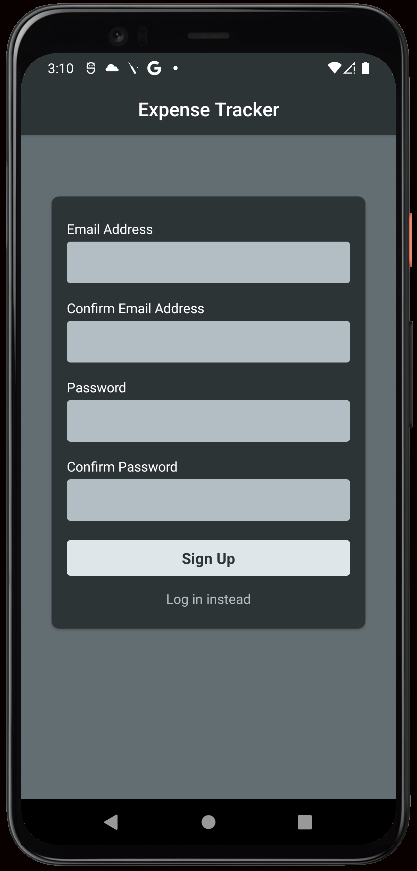 3:10
Expense Tracker
Email Address
Confirm Email Address
Password
Confirm Password
Sign Up
Log in instead